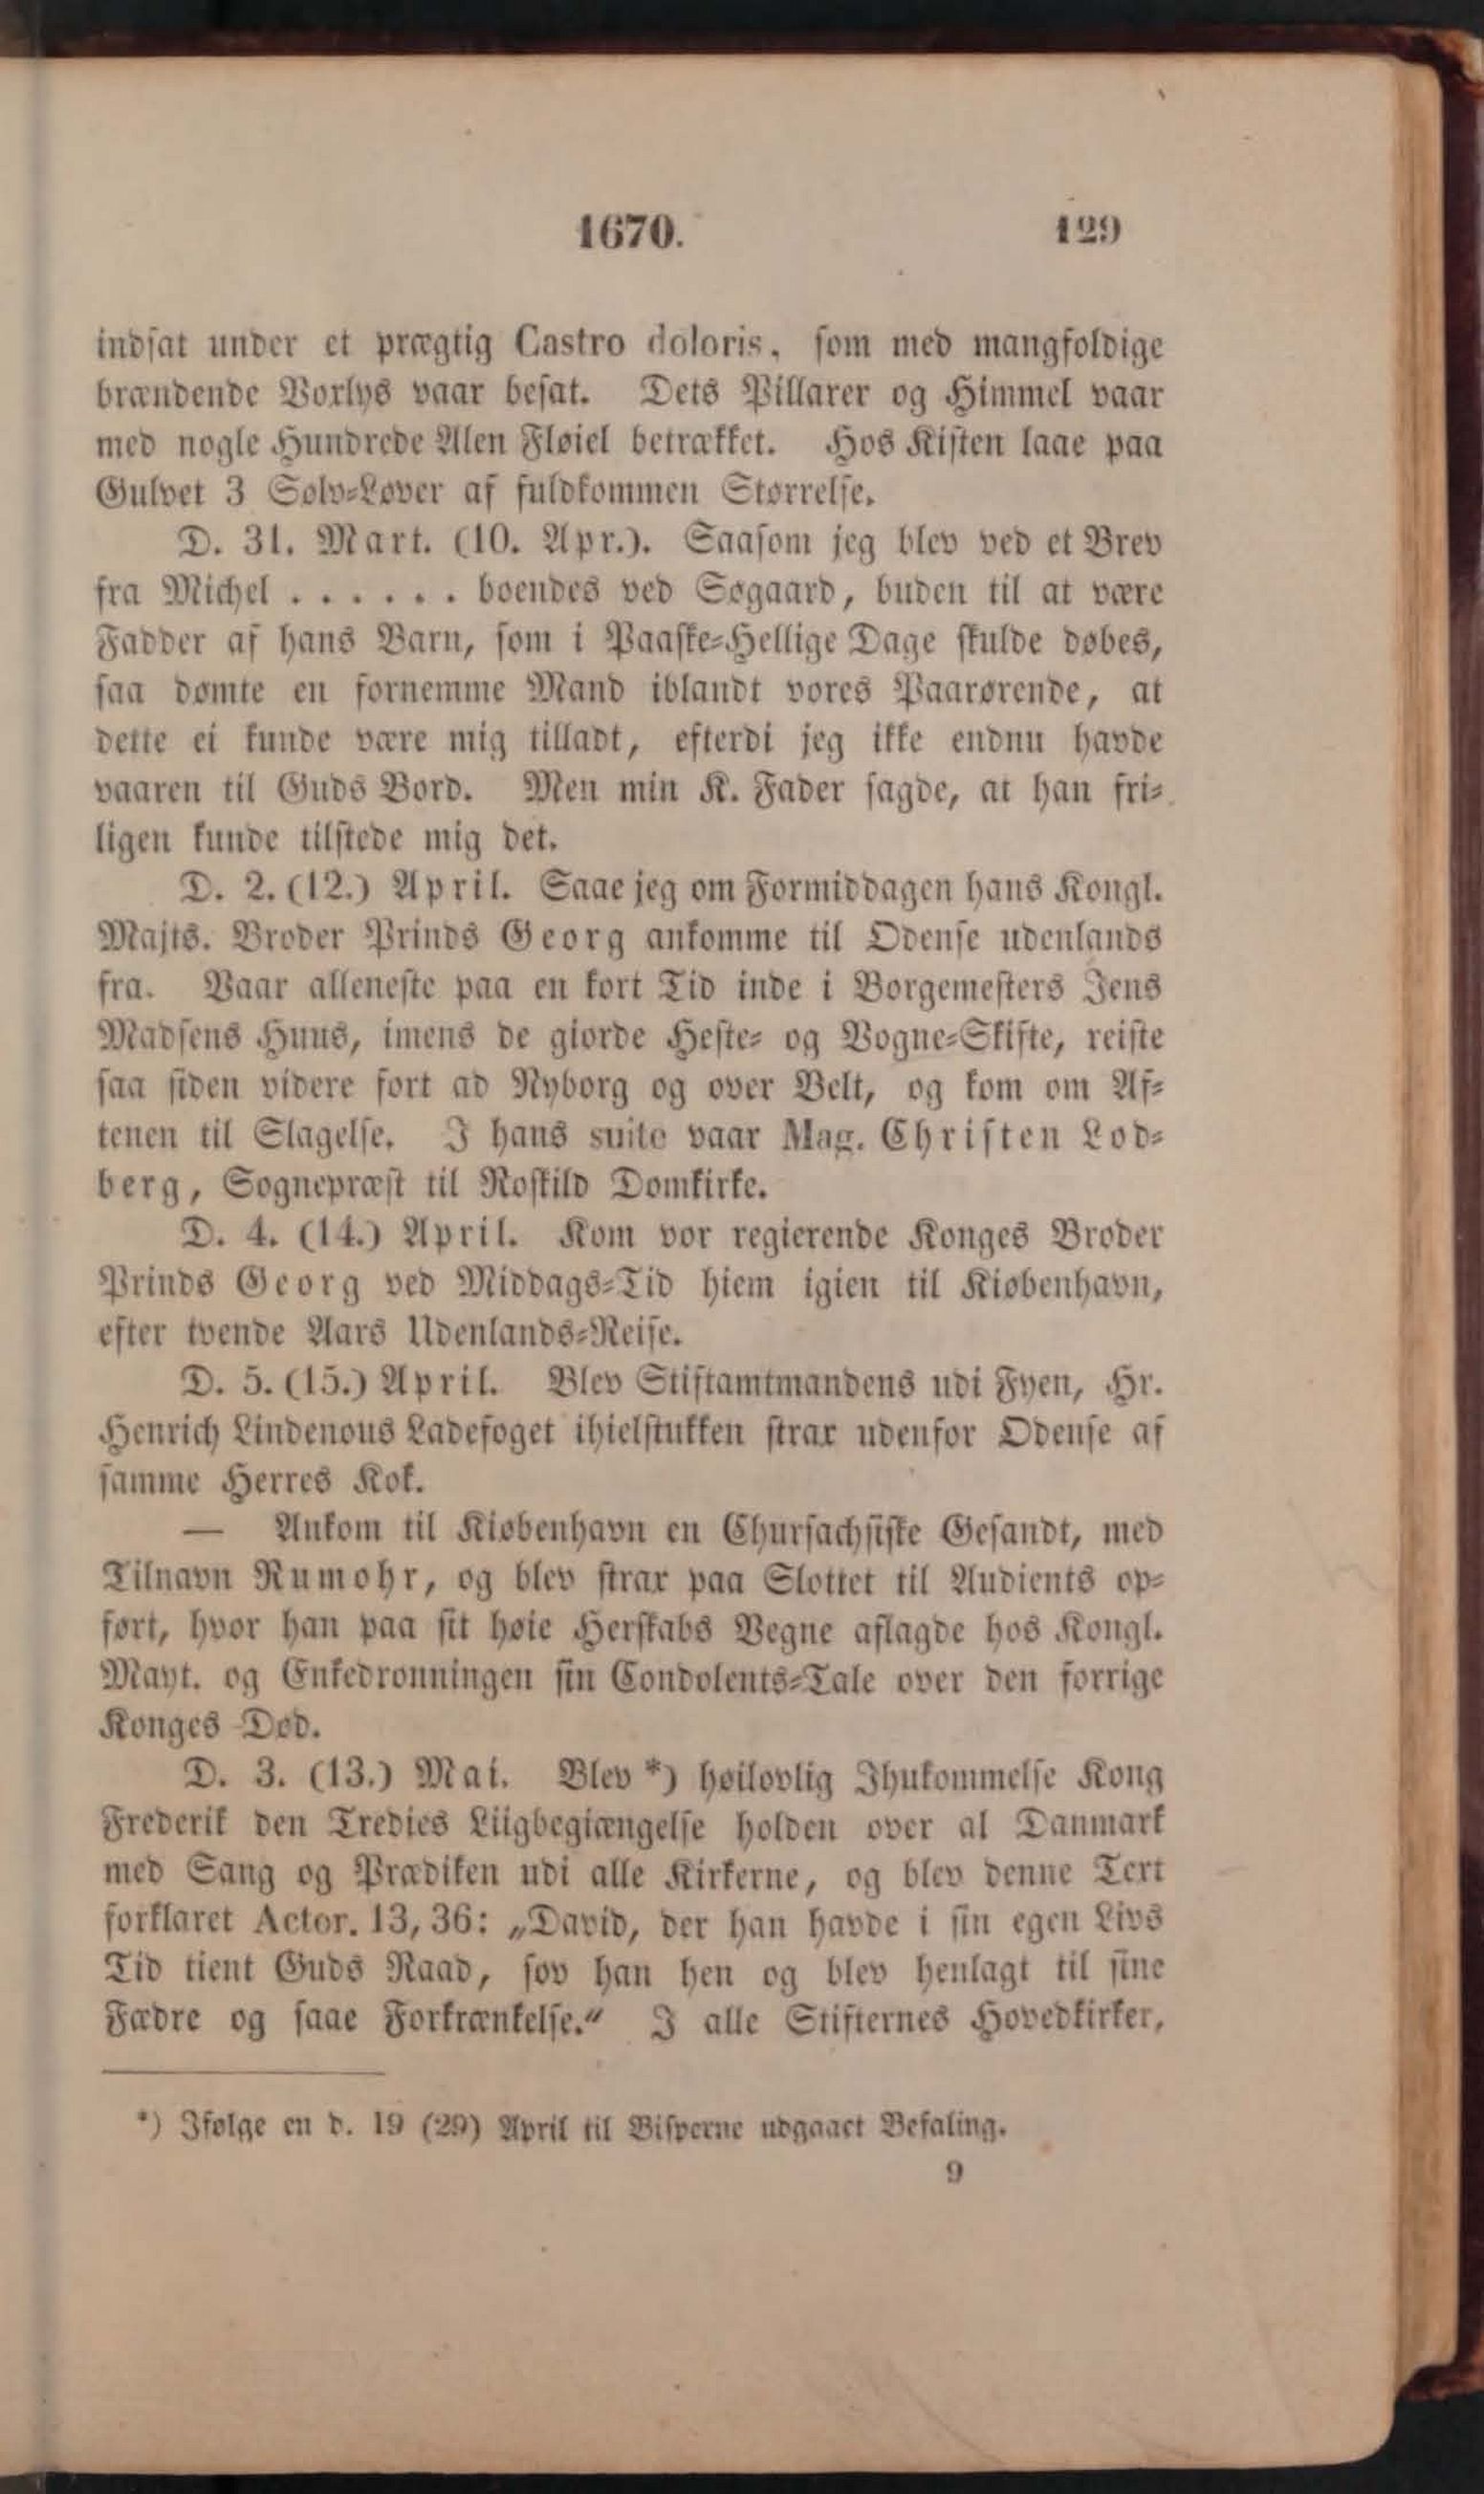 1670. 129
indsat under et prægtig Castro doloris, som med mangfoldige
brændende Voxlys vaar besat. Dets Pillarer og Himmel vaar
med nogle Hundrede Alen Fløiel betrækket. Hos Kisten laae paa
Gulvet 3 Sølv-Løver af fuldkommen Størrelse.
D. 31. Mart. (10. Apr.). Saasom jeg blev ved et Brev
fra Michel . . . . . . boendes ved Søgaard, buden til at være
Fadder af hans Barn, som i Paaske-Hellige Dage skulde døbes,
saa dømte en fornemme Mand iblandt vores Paarørende, at
dette ei kunde være mig tilladt, efterdi jeg ikke endnu havde
vaaren til Guds Bord. Men min K. Fader sagde, at han fri-
ligen kunde tilstede mig det.
D. 2. (12.) April. Saae jeg om Formiddagen hans Kongl.
Majts. Broder Prinds Georg ankomme til Odense udenlands
fra. Vaar alleneste paa en kort Tid inde i Borgemesters Jens
Madsens Huus, imens de giorde Heste- og Vogne-Skifte, reiste
saa siden videre fort ad Nyborg og over Belt, og kom om Af-
tenen til Slagelse. I hans suite vaar Mag. Christen Lod-
berg, Sognepræst til Roskild Domkirke.
D. 4. (14.) April. Kom vor regierende Konges Broder
Prinds Georg ved Middags-Tid hiem igien til Kiøbenhavn,
efter tvende Aars Udenlands-Reise.
D. 5. (15.) April. Blev Stiftamtmandens udi Fyen, Hr.
Henrich Lindenous Ladefoget ihielstukken strax udenfor Odense af
samme Herres Kok.
— Ankom til Kiøbenhavn en Chursachsiske Gesandt, med
Tilnavn Rumohr, og blev strax paa Slottet til Audients op-
ført, hvor han paa sit høie Herskabs Vegne aflagde hos Kongl.
Mayt. og Enkedronningen sin Condolents-Tale over den forrige
Konges Død.
D. 3. (13.) Mai. Blev *) høilovlig Ihukommelse Kong
Frederik den Tredies Liigbegiængelse holden over al Danmark
med Sang og Prædiken udi alle Kirkerne, og blev denne Text
forklaret Actor. 13, 36: „David, der han havde i sin egen Livs
Tid tient Guds Raad, sov han hen og blev henlagt til sine
Fædre og saae Forkrænkelse.“ I alle Stifternes Hovedkirker,
*) Ifølge en d. 19 (29) April til Bisperne udgaaet Befaling.
9